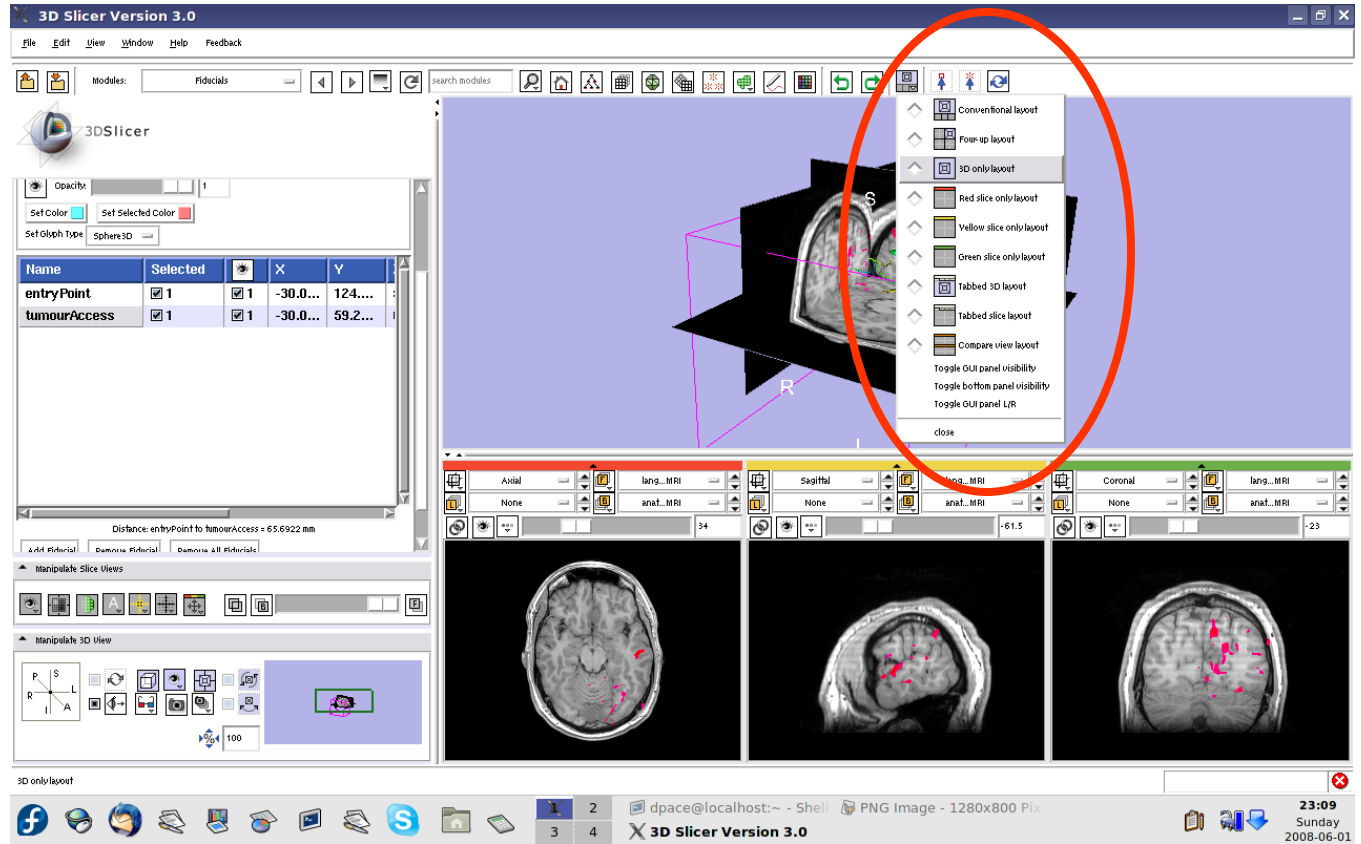 3D Slicer Version 3.0
File Edit View Window Help Feedback
Modules: Fiducials search modules
3DSlicer
Opacity: 1
Set Color Set Selected Color
Set Glyph Type Sphere3D
Name Selected X Y
entryPoint 1 1 -30.0... 124....
tumourAccess 1 1 -30.0... 59.2...
Distance: entryPoint to tumourAccess = 65.6922 mm
Add Fiducial Remove Fiducial Remove All Fiducials
Manipulate Slice Views
Manipulate 3D View
P S
R L
I A
100
S
R
Conventional layout
Four-up layout
3D only layout
Red slice only layout
Yellow slice only layout
Green slice only layout
Tabbed 3D layout
Tabbed slice layout
Compare view layout
Toggle GUI panel visibility
Toggle bottom panel visibility
Toggle GUI panel L/R
close
Axial lang...MRI
None anat...MRI
34
Sagittal lang...MRI
None anat...MRI
-61.5
Coronal lang...MRI
None anat...MRI
-23
3D only layout
1 2 dpace@localhost:~ - Shell PNG Image - 1280x800 Pix
3 4 3D Slicer Version 3.0
23:09
Sunday
2008-06-01